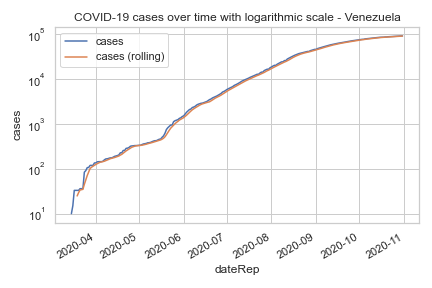 COVID-19 cases over time with logarithmic scale - Venezuela
cases
cases (rolling)
10⁵
10⁴
10³
10²
10¹
cases
2020-04
2020-05
2020-06
2020-07
2020-08
2020-09
2020-10
2020-11
dateRep